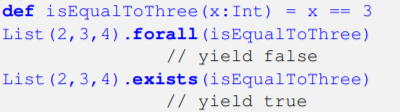 def isEqualToThree(x:Int) = x == 3
List(2,3,4).forall(isEqualToThree)
// yield false
List(2,3,4).exists(isEqualToThree)
// yield true